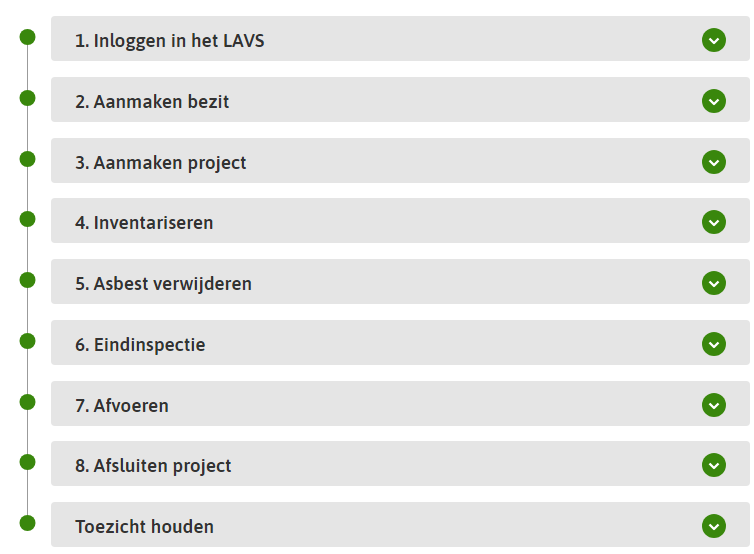 1. Inloggen in het LAVS
2. Aanmaken bezit
3. Aanmaken project
4. Inventariseren
5. Asbest verwijderen
6. Eindinspectie
7. Afvoeren
8. Afsluiten project
Toezicht houden